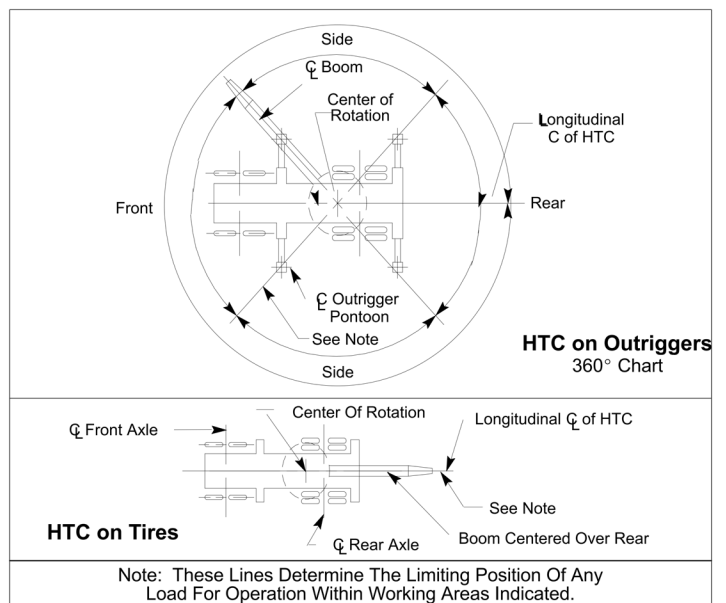 Side
℄ Boom
Center of
Rotation
Longitudinal
C of HTC
Front
Rear
℄ Outrigger
Pontoon
See Note
HTC on Outriggers
360° Chart
Side
Center Of Rotation
Longitudinal ℄ of HTC
℄ Front Axle
See Note
HTC on Tires
Boom Centered Over Rear
℄ Rear Axle
Note: These Lines Determine The Limiting Position Of Any
Load For Operation Within Working Areas Indicated.